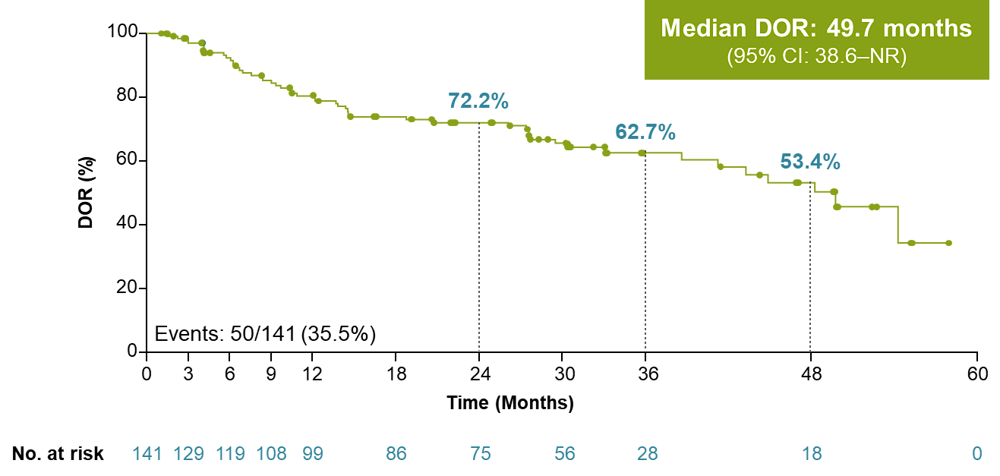 Median DOR: 49.7 months
(95% CI: 38.6–NR)
100
80
60
40
20
0
DOR (%)
72.2%
62.7%
53.4%
Events: 50/141 (35.5%)
0 3 6 9 12 18 24 30 36 48 60
Time (Months)
No. at risk 141 129 119 108 99 86 75 56 28 18 0